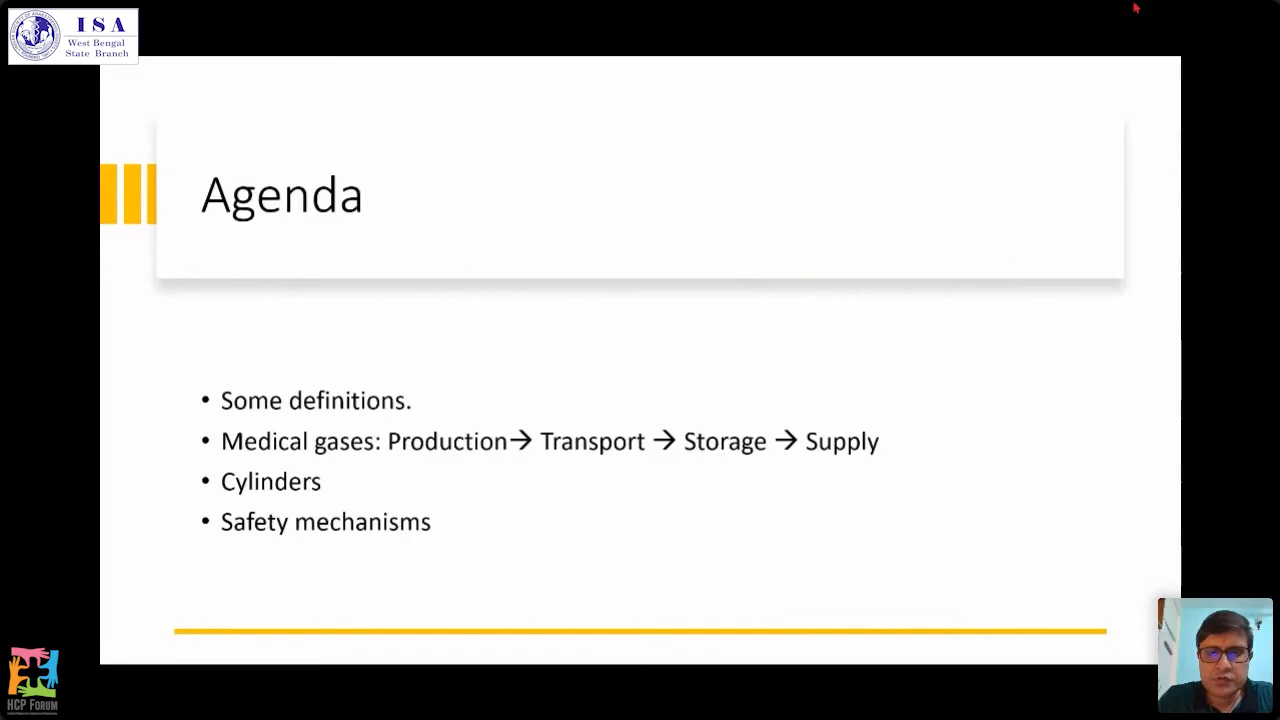 ISA
West Bengal
State Branch
Agenda
• Some definitions.
• Medical gases: Production→ Transport → Storage → Supply
• Cylinders
• Safety mechanisms
HCP FORUM